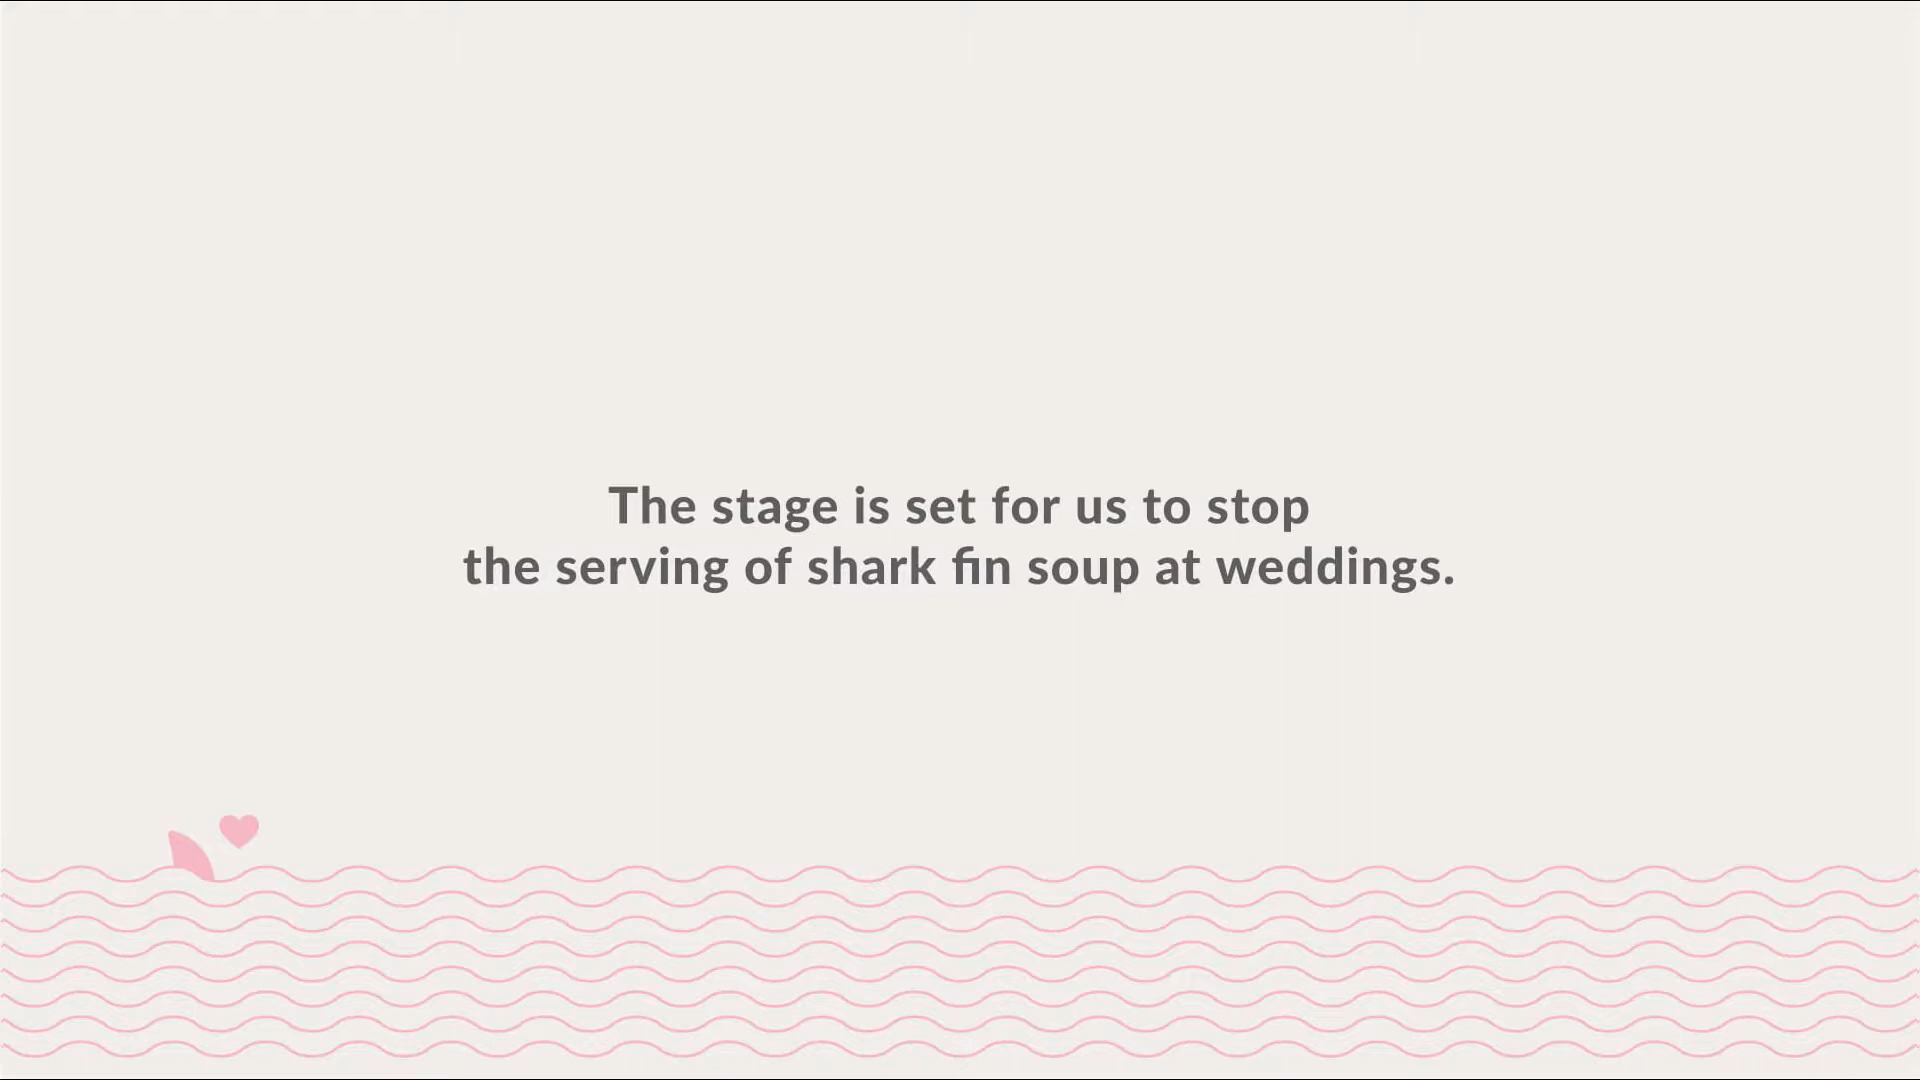 The stage is set for us to stop
the serving of shark fin soup at weddings.